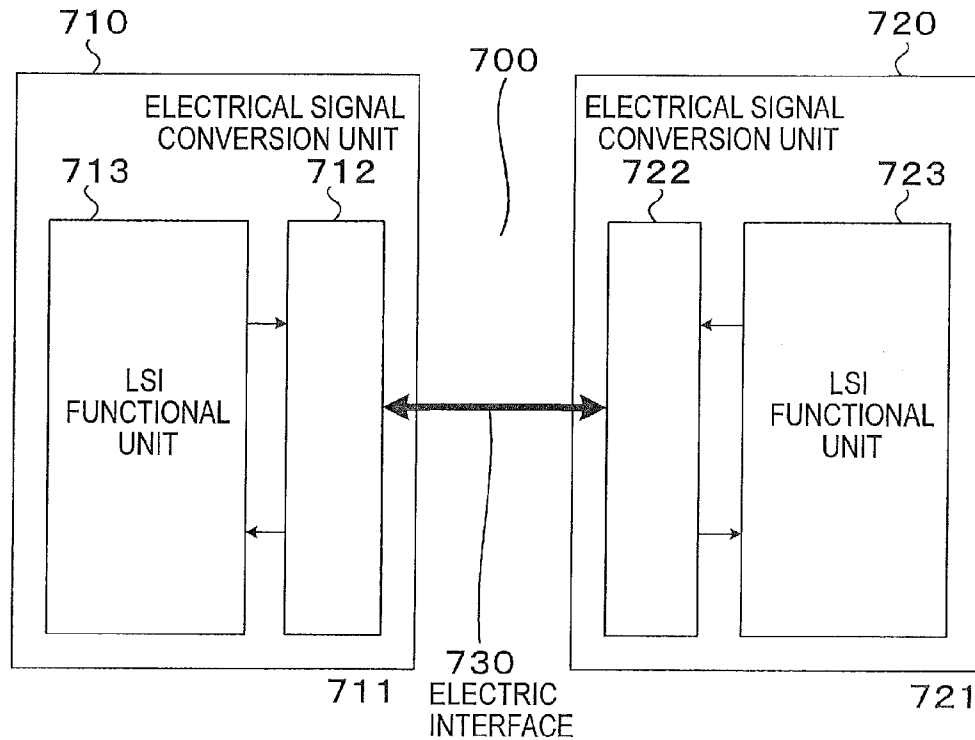 710
700
720
ELECTRICAL SIGNAL
CONVERSION UNIT
ELECTRICAL SIGNAL
CONVERSION UNIT
713
712
722
723
LSI
FUNCTIONAL
UNIT
LSI
FUNCTIONAL
UNIT
711
730
ELECTRIC
INTERFACE
721